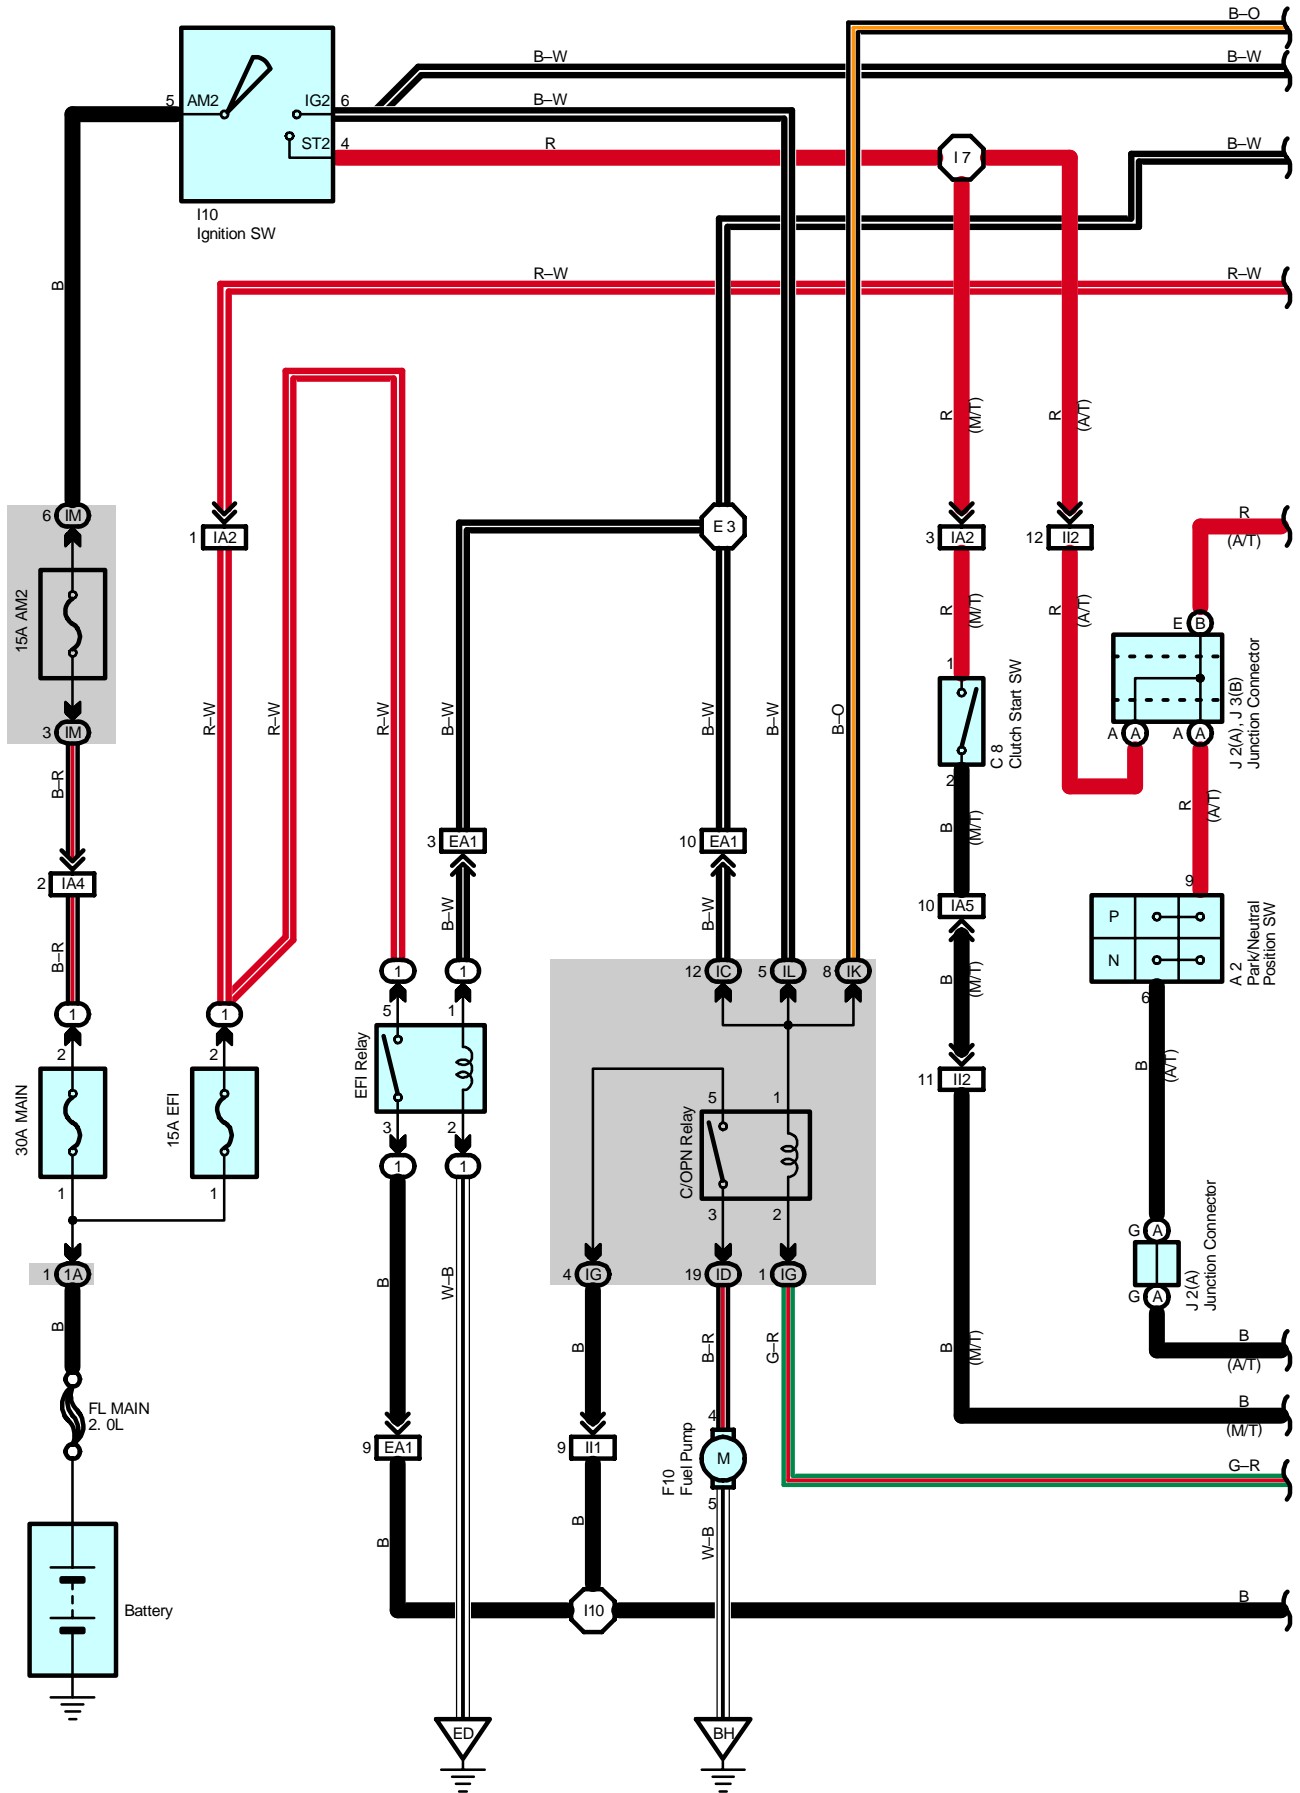 B–O
B–W
B–W
5 AM2 IG2 6
ST2 4
R
I 7
B–W
I10
Ignition SW
R–W
R–W
B
R
(M/T)
R
(A/T)
6 IM
15A AM2
3 IM
1 IA2
E 3
3 IA2
12 II2
R
(A/T)
R
(M/T)
R
(A/T)
E B
J 2(A), J 3(B)
Junction Connector
A A
A A
1
C 8
Clutch Start SW
2
R–W
R–W
R–W
B–W
B–W
B–W
B–O
B–R
2 IA4
B–R
3 EA1
10 EA1
B
(M/T)
R
(A/T)
B–W
B–W
10 IA5
9
P
N
A 2
Park/Neutral
Position SW
6
B
(M/T)
1
1
1
1
12 IC
5 IL
8 IK
2
30A MAIN
1
2
15A EFI
1
5
1
EFI Relay
3
2
1
1
5
1
C/OPN Relay
3
2
11 II2
B
(A/T)
1 1A
4 IG
19 ID
1 IG
G A
J 2(A)
Junction Connector
G A
B
B
W–B
B
B–R
G–R
B
(M/T)
B
(A/T)
FL MAIN
2. 0L
9 EA1
9 II1
4
M
F10
Fuel Pump
5
B
(M/T)
G–R
B
B
W–B
Battery
I10
B
ED
BH